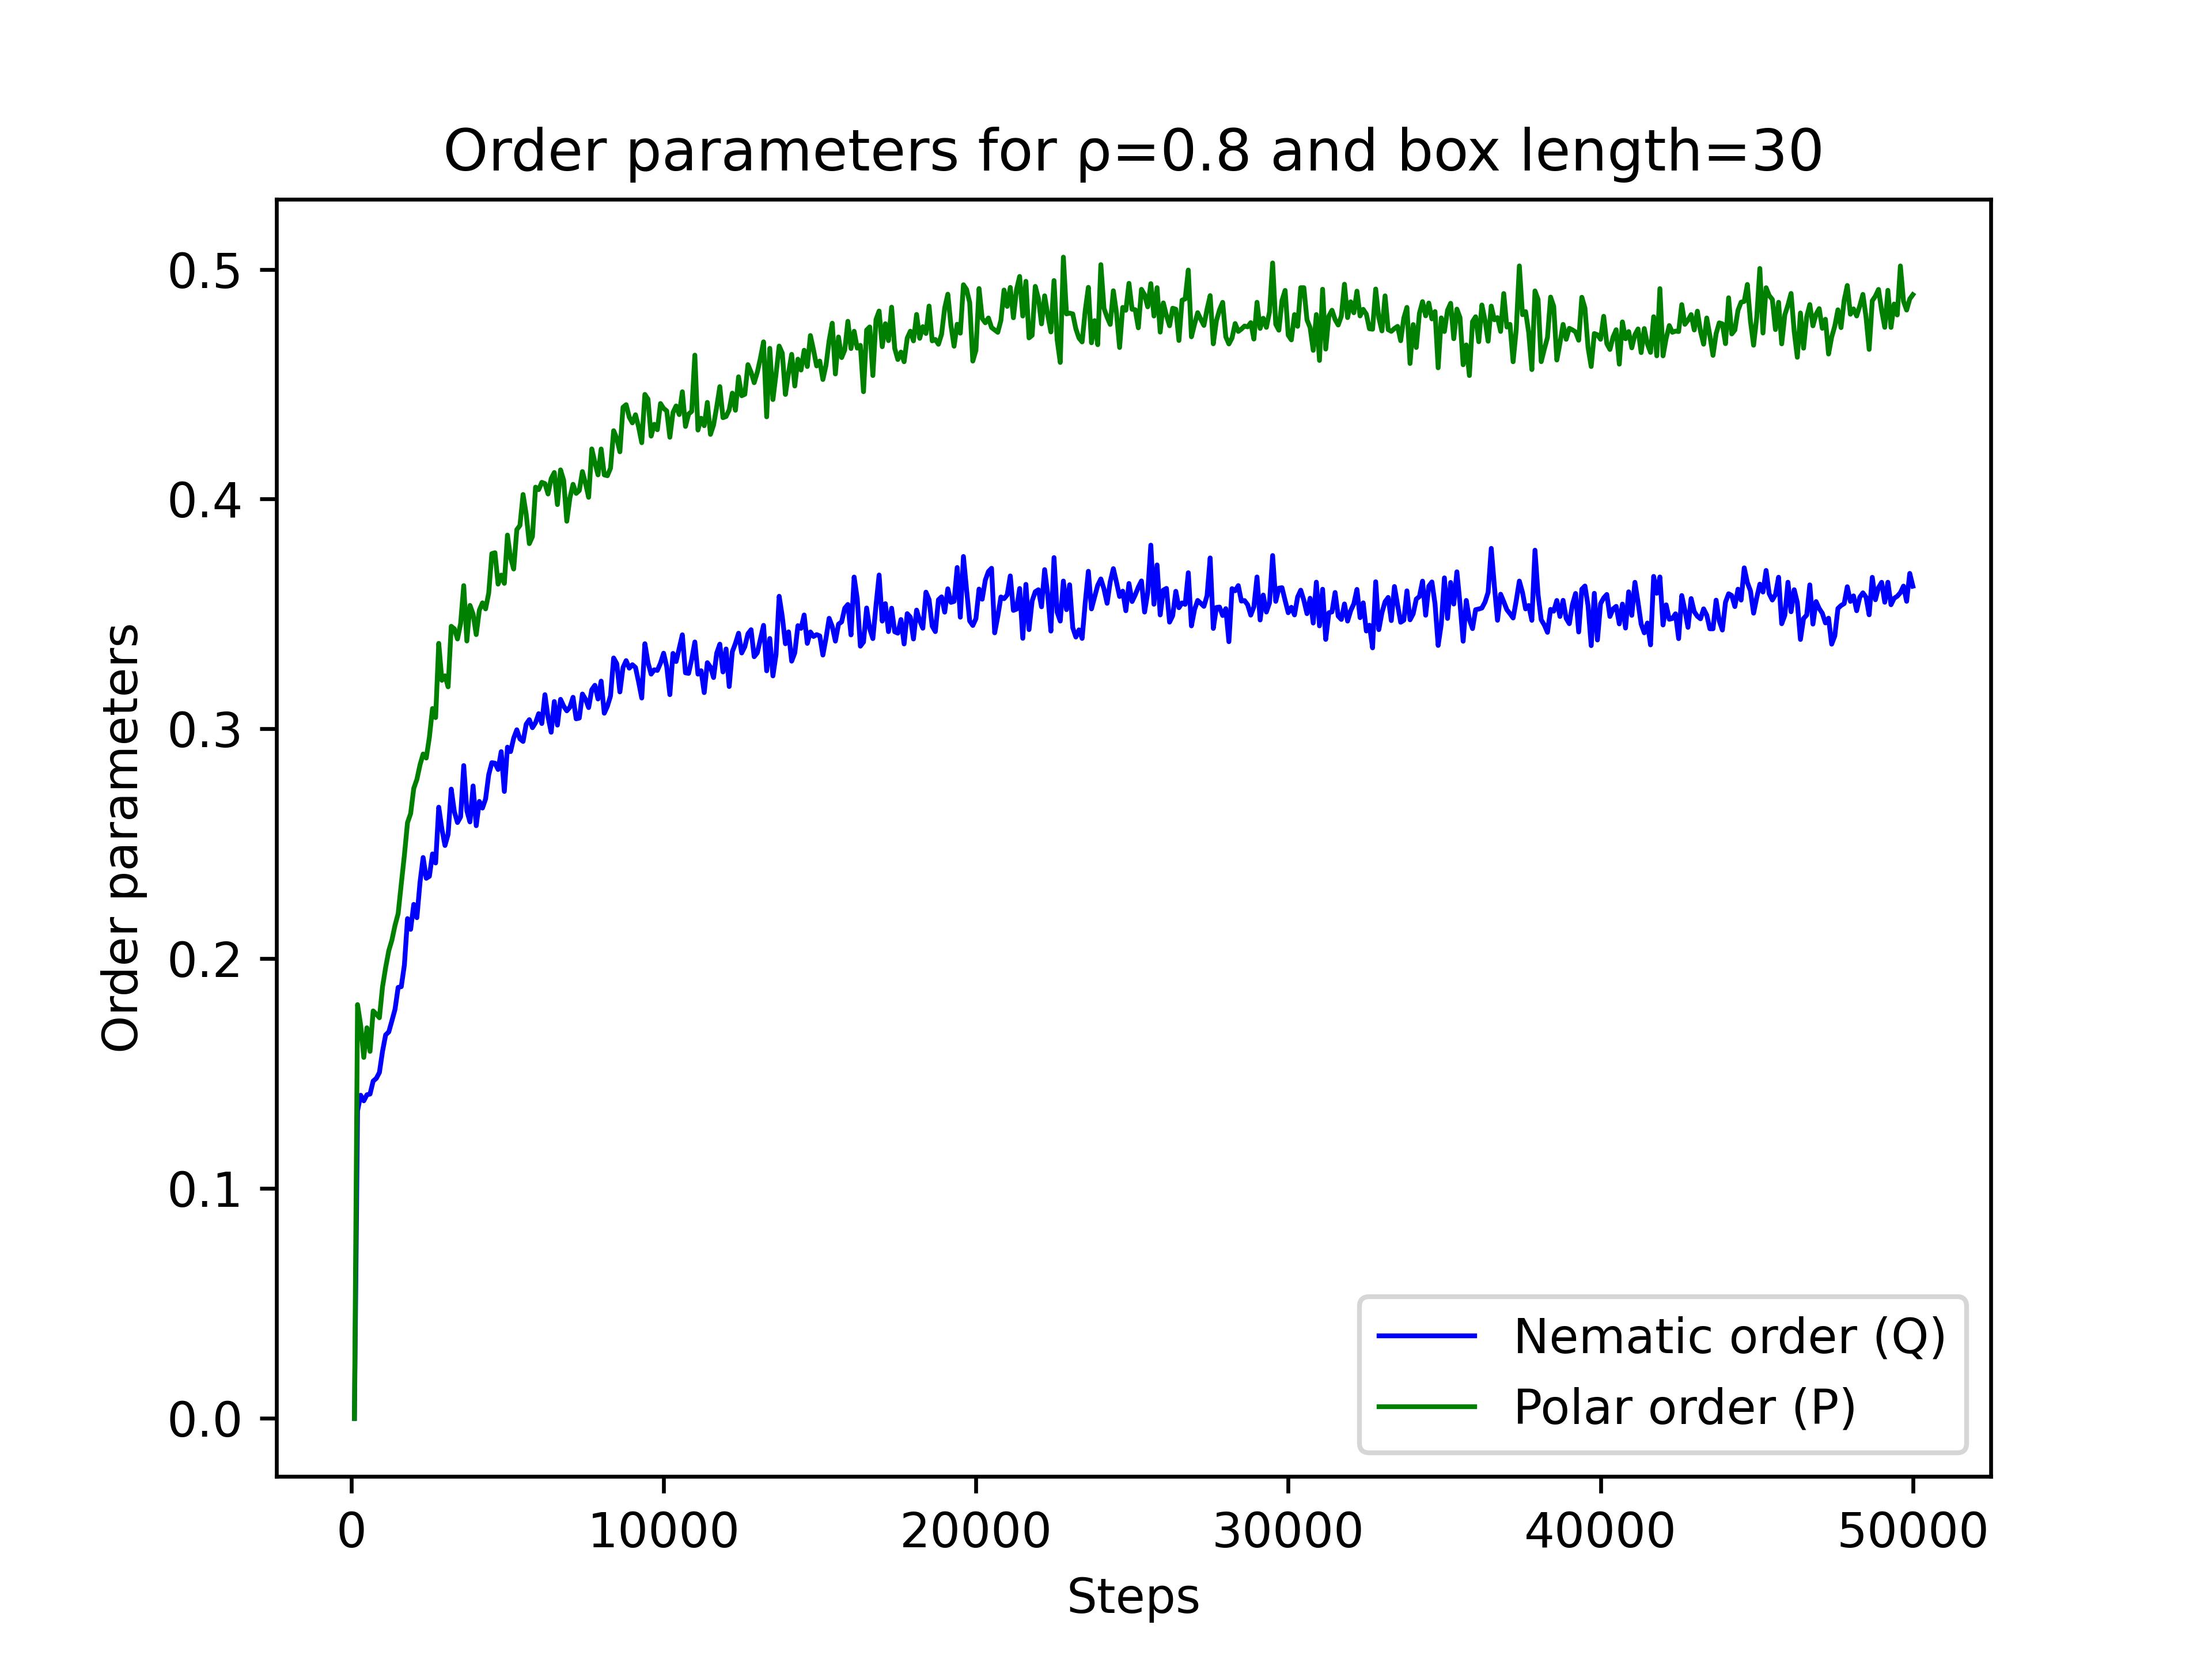 Order parameters for ρ=0.8 and box length=30
Order parameters
0.5
0.4
0.3
0.2
0.1
0.0
Nematic order (Q)
Polar order (P)
0 10000 20000 30000 40000 50000
Steps